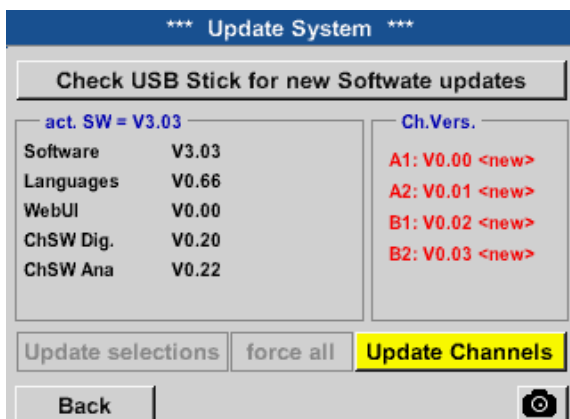 *** Update System ***
Check USB Stick for new Softwate updates
act. SW = V3.03
Software V3.03
Languages V0.66
WebUI V0.00
ChSW Dig. V0.20
ChSW Ana V0.22
Ch.Vers.
A1: V0.00 <new>
A2: V0.01 <new>
B1: V0.02 <new>
B2: V0.03 <new>
Update selections force all Update Channels
Back